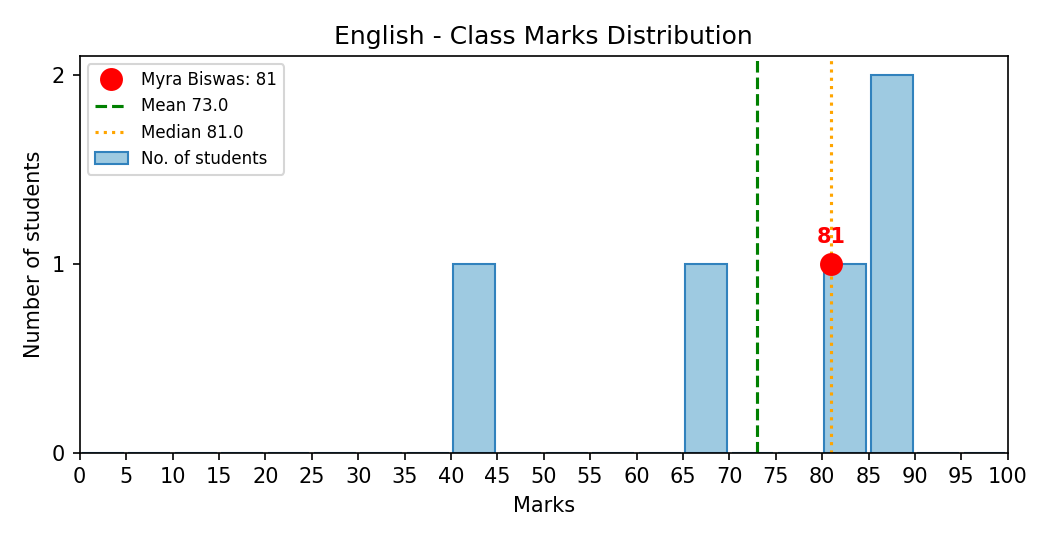 English - Class Marks Distribution
Myra Biswas: 81
Mean 73.0
Median 81.0
No. of students
Number of students
2
1
0
81
0 5 10 15 20 25 30 35 40 45 50 55 60 65 70 75 80 85 90 95 100
Marks